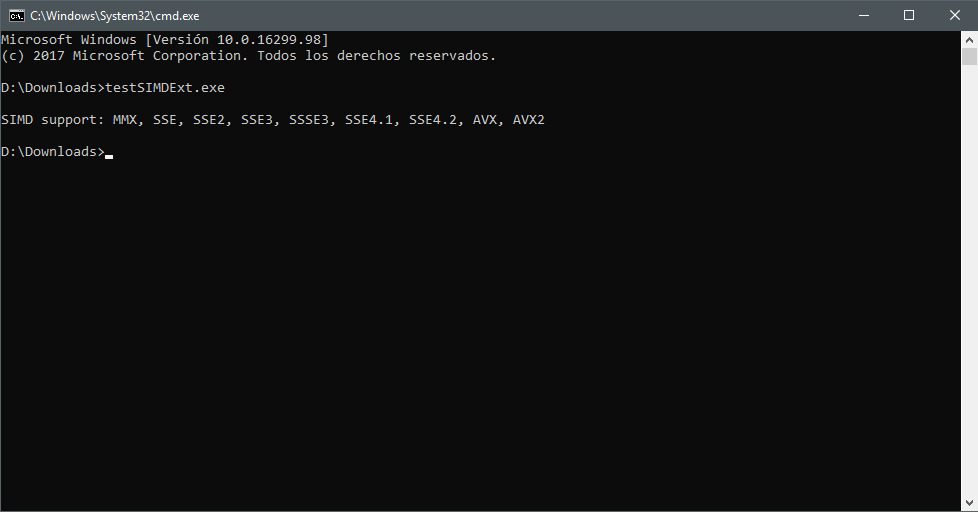 C:\Windows\System32\cmd.exe
Microsoft Windows [Versión 10.0.16299.98]
(c) 2017 Microsoft Corporation. Todos los derechos reservados.
D:\Downloads>testSIMDExt.exe
SIMD support: MMX, SSE, SSE2, SSE3, SSSE3, SSE4.1, SSE4.2, AVX, AVX2
D:\Downloads>